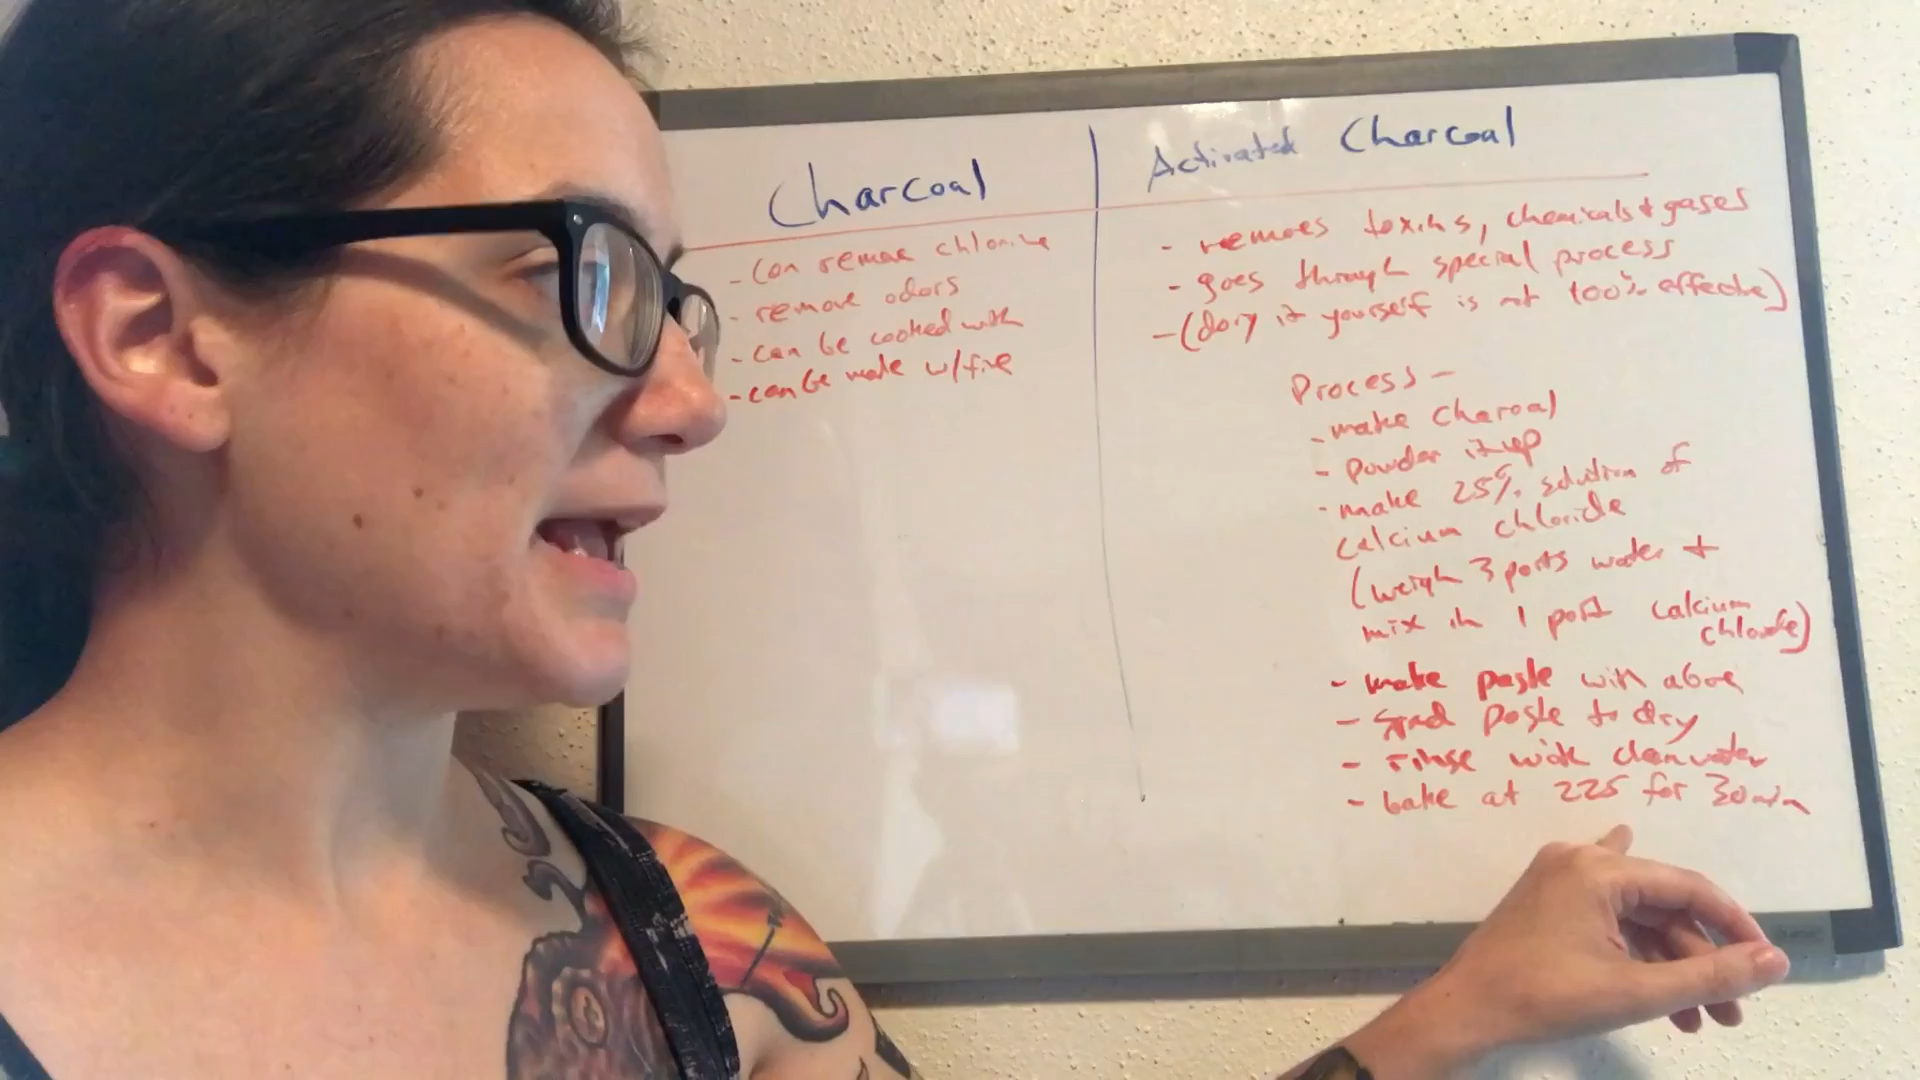 Charcoal
- can remove chlorine
- remove odors
- can be cooked with
- can be made w/fire
Activated Charcoal
- removes toxins, chemicals + gases
- goes through special process
- (doing it yourself is not 100% effective)
Process -
- make charcoal
- powder it up
- make 25% solution of
calcium chloride
(weigh 3 parts water +
mix in 1 part calcium
chloride)
- make paste with above
- spread paste to dry
- rinse with clean water
- bake at 225 for 30 min